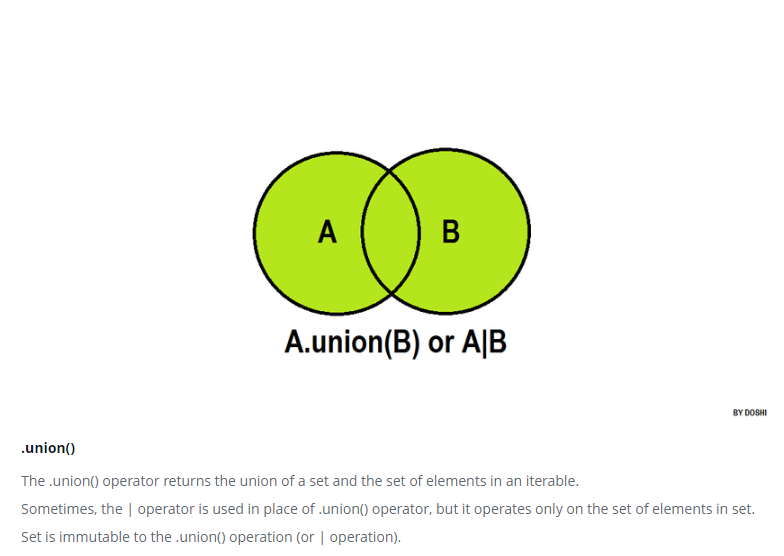 A
B
A.union(B) or A|B
BY DOSHI
.union()
The .union() operator returns the union of a set and the set of elements in an iterable.
Sometimes, the | operator is used in place of .union() operator, but it operates only on the set of elements in set.
Set is immutable to the .union() operation (or | operation).